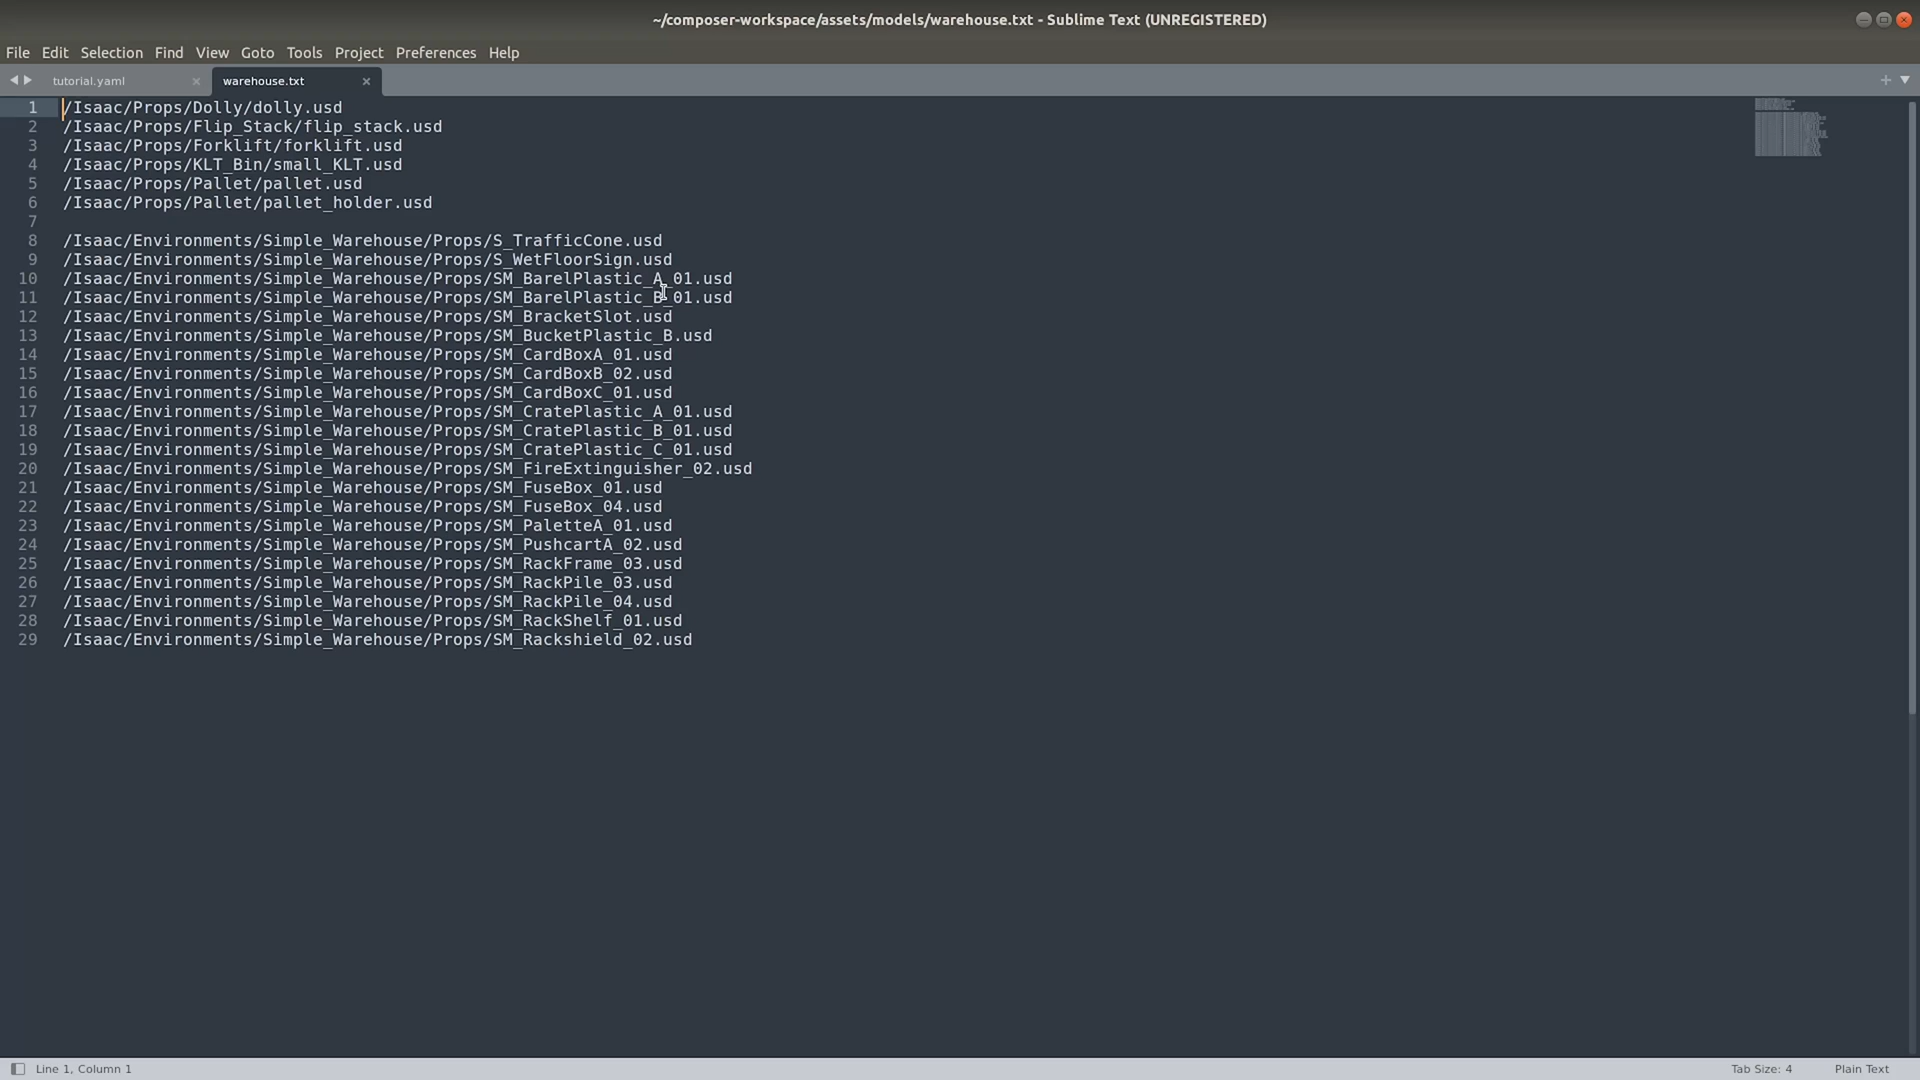 ~/composer-workspace/assets/models/warehouse.txt - Sublime Text (UNREGISTERED)
File Edit Selection Find View Goto Tools Project Preferences Help
tutorial.yaml warehouse.txt
1 /Isaac/Props/Dolly/dolly.usd
2 /Isaac/Props/Flip_Stack/flip_stack.usd
3 /Isaac/Props/Forklift/forklift.usd
4 /Isaac/Props/KLT_Bin/small_KLT.usd
5 /Isaac/Props/Pallet/pallet.usd
6 /Isaac/Props/Pallet/pallet_holder.usd
7
8 /Isaac/Environments/Simple_Warehouse/Props/S_TrafficCone.usd
9 /Isaac/Environments/Simple_Warehouse/Props/S_WetFloorSign.usd
10 /Isaac/Environments/Simple_Warehouse/Props/SM_BarelPlastic_A_01.usd
11 /Isaac/Environments/Simple_Warehouse/Props/SM_BarelPlastic_B_01.usd
12 /Isaac/Environments/Simple_Warehouse/Props/SM_BracketSlot.usd
13 /Isaac/Environments/Simple_Warehouse/Props/SM_BucketPlastic_B.usd
14 /Isaac/Environments/Simple_Warehouse/Props/SM_CardBoxA_01.usd
15 /Isaac/Environments/Simple_Warehouse/Props/SM_CardBoxB_02.usd
16 /Isaac/Environments/Simple_Warehouse/Props/SM_CardBoxC_01.usd
17 /Isaac/Environments/Simple_Warehouse/Props/SM_CratePlastic_A_01.usd
18 /Isaac/Environments/Simple_Warehouse/Props/SM_CratePlastic_B_01.usd
19 /Isaac/Environments/Simple_Warehouse/Props/SM_CratePlastic_C_01.usd
20 /Isaac/Environments/Simple_Warehouse/Props/SM_FireExtinguisher_02.usd
21 /Isaac/Environments/Simple_Warehouse/Props/SM_FuseBox_01.usd
22 /Isaac/Environments/Simple_Warehouse/Props/SM_FuseBox_04.usd
23 /Isaac/Environments/Simple_Warehouse/Props/SM_PaletteA_01.usd
24 /Isaac/Environments/Simple_Warehouse/Props/SM_PushcartA_02.usd
25 /Isaac/Environments/Simple_Warehouse/Props/SM_RackFrame_03.usd
26 /Isaac/Environments/Simple_Warehouse/Props/SM_RackPile_03.usd
27 /Isaac/Environments/Simple_Warehouse/Props/SM_RackPile_04.usd
28 /Isaac/Environments/Simple_Warehouse/Props/SM_RackShelf_01.usd
29 /Isaac/Environments/Simple_Warehouse/Props/SM_Rackshield_02.usd
Line 1, Column 1 Tab Size: 4 Plain Text